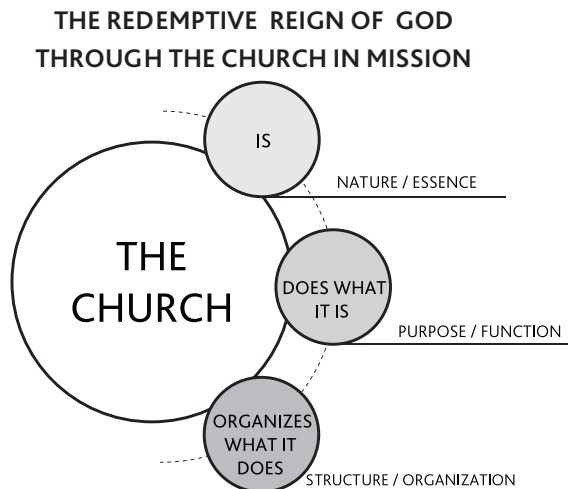 THE REDEMPTIVE REIGN OF GOD
THROUGH THE CHURCH IN MISSION
IS
NATURE / ESSENCE
THE
CHURCH
DOES WHAT
IT IS
PURPOSE / FUNCTION
ORGANIZES
WHAT IT
DOES
STRUCTURE / ORGANIZATION